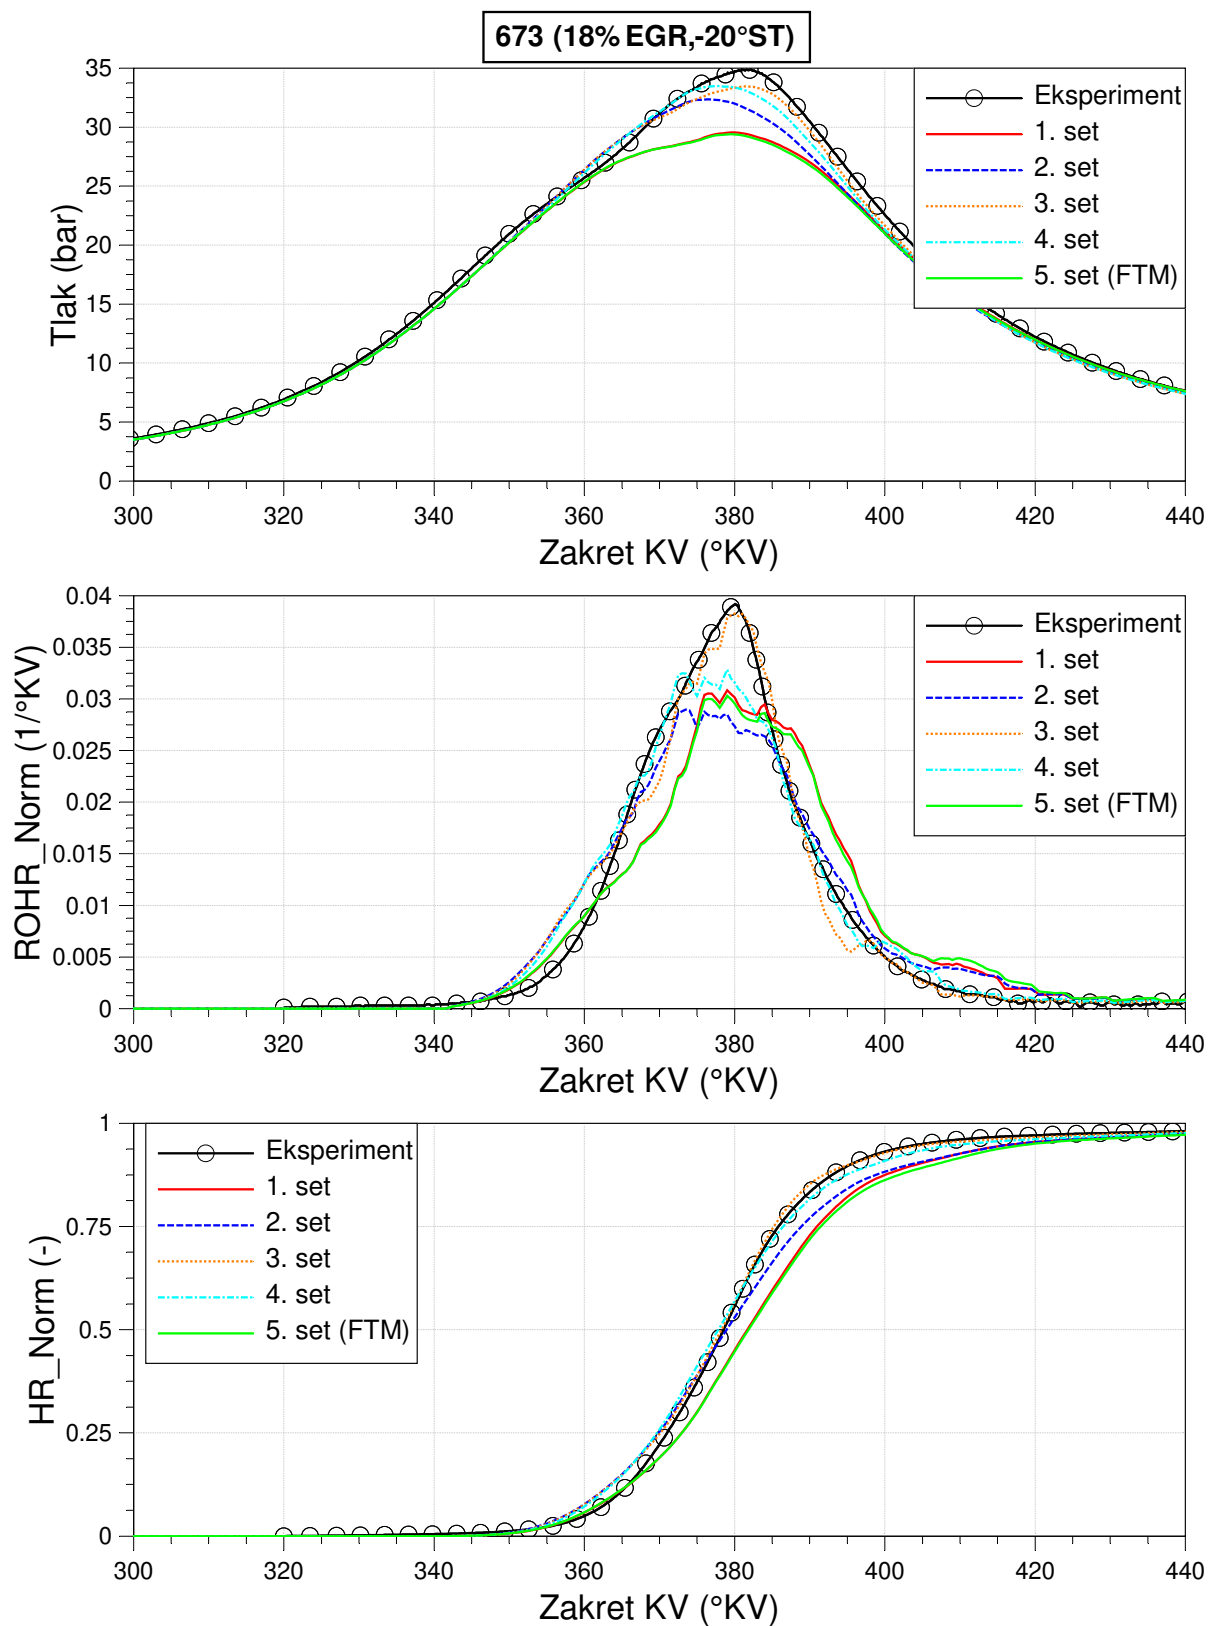 673 (18% EGR,-20°ST)
35
30
25
20
15
10
5
0
Tlak (bar)
Eksperiment
1. set
2. set
3. set
4. set
5. set (FTM)
300 320 340 360 380 400 420 440
Zakret KV (°KV)
0.04
0.035
0.03
0.025
0.02
0.015
0.01
0.005
0
ROHR_Norm (1/°KV)
Eksperiment
1. set
2. set
3. set
4. set
5. set (FTM)
300 320 340 360 380 400 420 440
Zakret KV (°KV)
1
0.75
0.5
0.25
0
HR_Norm (-)
Eksperiment
1. set
2. set
3. set
4. set
5. set (FTM)
300 320 340 360 380 400 420 440
Zakret KV (°KV)